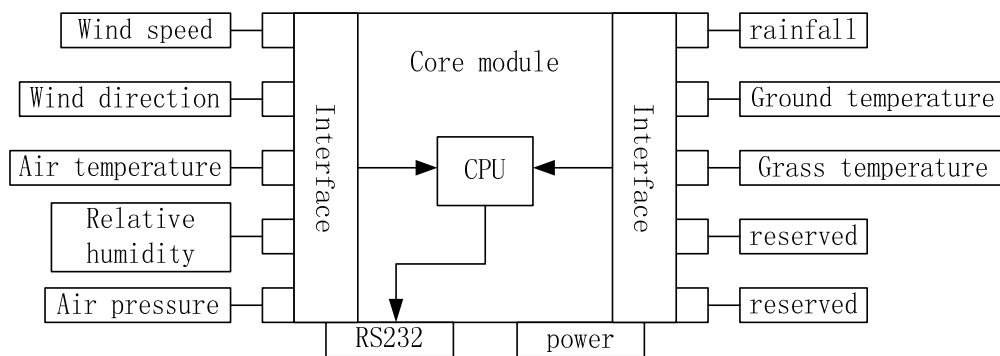 Wind speed
Wind direction
Air temperature
Relative
humidity
Air pressure
Interface
Core module
CPU
RS232
power
Interface
rainfall
Ground temperature
Grass temperature
reserved
reserved